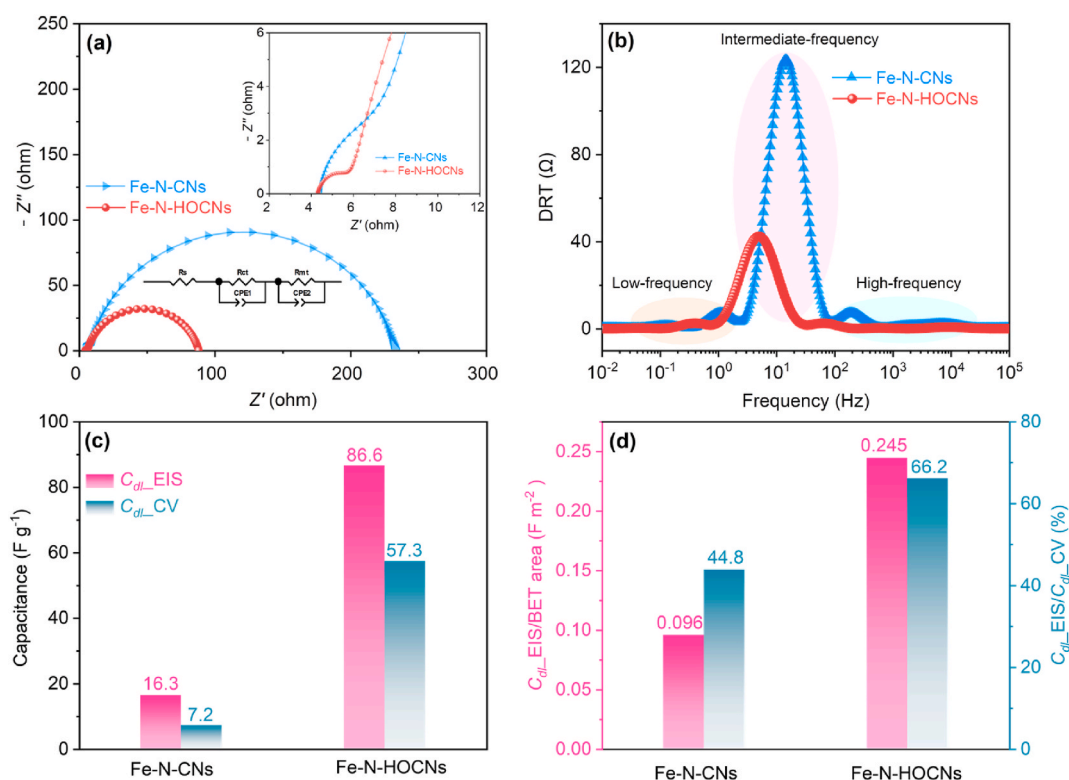 (a)
250
200
150
100
50
0
0
100
200
300
- Z″ (ohm)
Z′ (ohm)
Fe-N-CNs
Fe-N-HOCNs
6
4
2
0
2
4
6
8
10
12
- Z″ (ohm)
Z′ (ohm)
Fe-N-CNs
Fe-N-HOCNs
Rs
Rct
CPE1
Rmt
CPE2
(b)
Intermediate-frequency
Fe-N-CNs
Fe-N-HOCNs
Low-frequency
High-frequency
120
80
40
0
DRT (Ω)
10-2
10-1
100
101
102
103
104
105
Frequency (Hz)
(c)
Cdl_EIS
Cdl_CV
100
80
60
40
20
0
Capacitance (F g-1)
16.3
7.2
86.6
57.3
Fe-N-CNs
Fe-N-HOCNs
(d)
0.25
0.20
0.15
0.10
0.05
0.00
Cdl_EIS/BET area (F m-2)
0.096
44.8
0.245
66.2
80
60
40
20
0
Cdl_EIS/Cdl_CV (%)
Fe-N-CNs
Fe-N-HOCNs